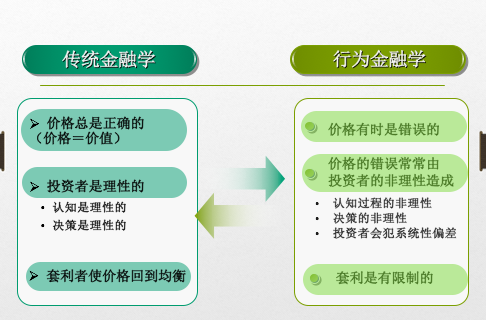 传统金融学
行为金融学
价格总是正确的
（价格＝价值）
投资者是理性的
认知是理性的
决策是理性的
套利者使价格回到均衡
价格有时是错误的
价格的错误常常由
投资者的非理性造成
认知过程的非理性
决策的非理性
投资者会犯系统性偏差
套利是有限制的